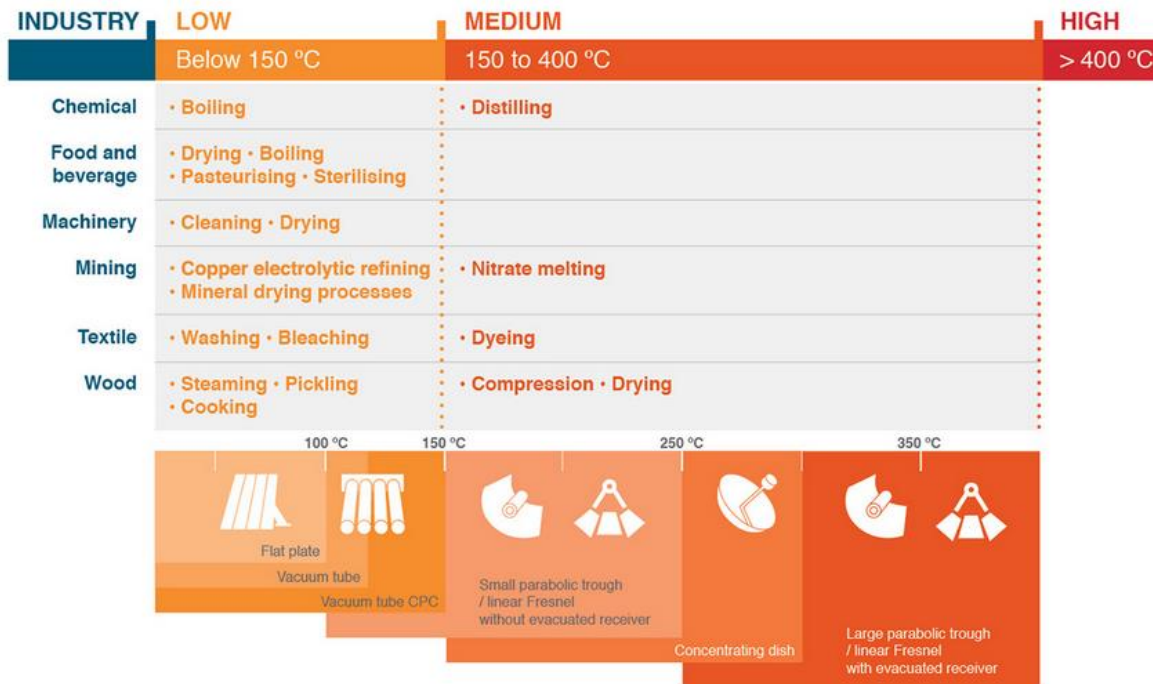 INDUSTRY LOW MEDIUM HIGH
Below 150 ºC 150 to 400 ºC > 400 ºC
Chemical • Boiling • Distilling
Food and • Drying • Boiling
beverage • Pasteurising • Sterilising
Machinery • Cleaning • Drying
Mining • Copper electrolytic refining • Nitrate melting
• Mineral drying processes
Textile • Washing • Bleaching • Dyeing
Wood • Steaming • Pickling • Compression • Drying
• Cooking
100 ºC 150 ºC 250 ºC 350 ºC
Flat plate
Vacuum tube
Vacuum tube CPC
Small parabolic trough
/ linear Fresnel
without evacuated receiver
Concentrating dish
Large parabolic trough
/ linear Fresnel
with evacuated receiver